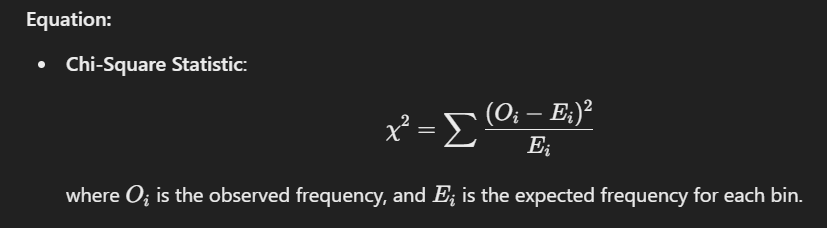 Equation:
• Chi-Square Statistic:
χ² = ∑ (Oᵢ − Eᵢ)² / Eᵢ
where Oᵢ is the observed frequency, and Eᵢ is the expected frequency for each bin.